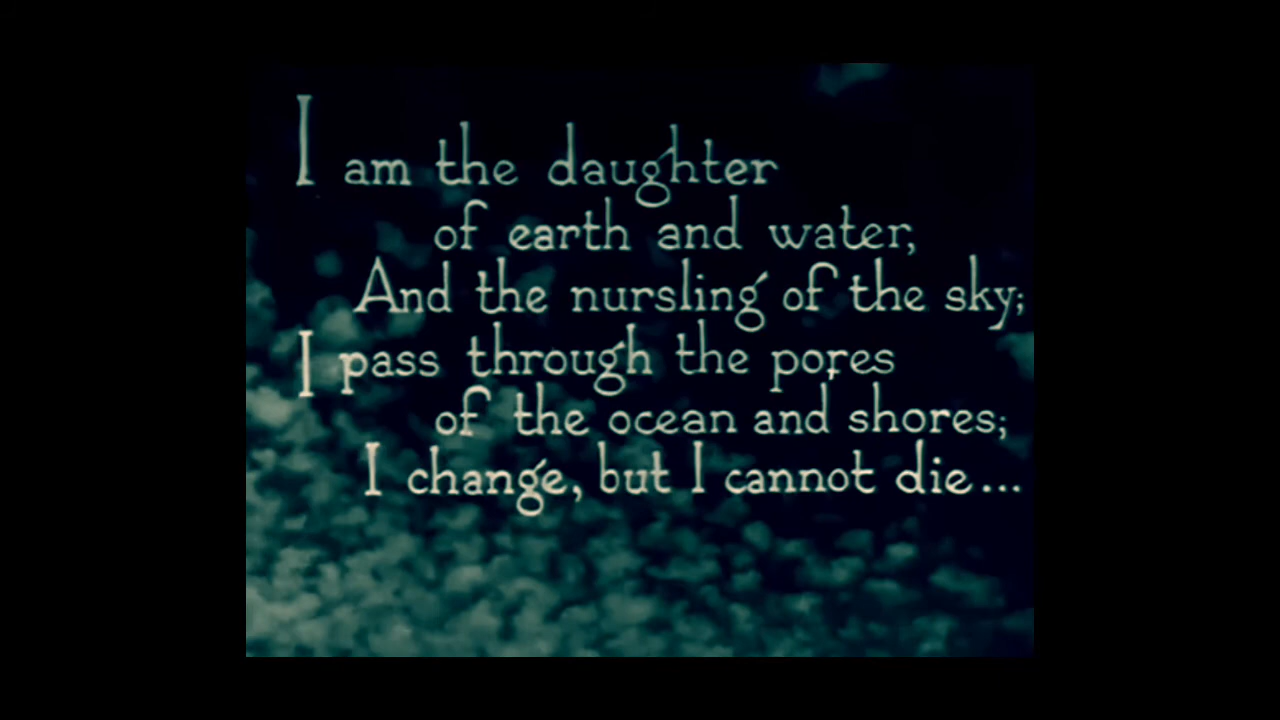 I am the daughter
of earth and water,
And the nursling of the sky;
I pass through the pores
of the ocean and shores;
I change, but I cannot die...